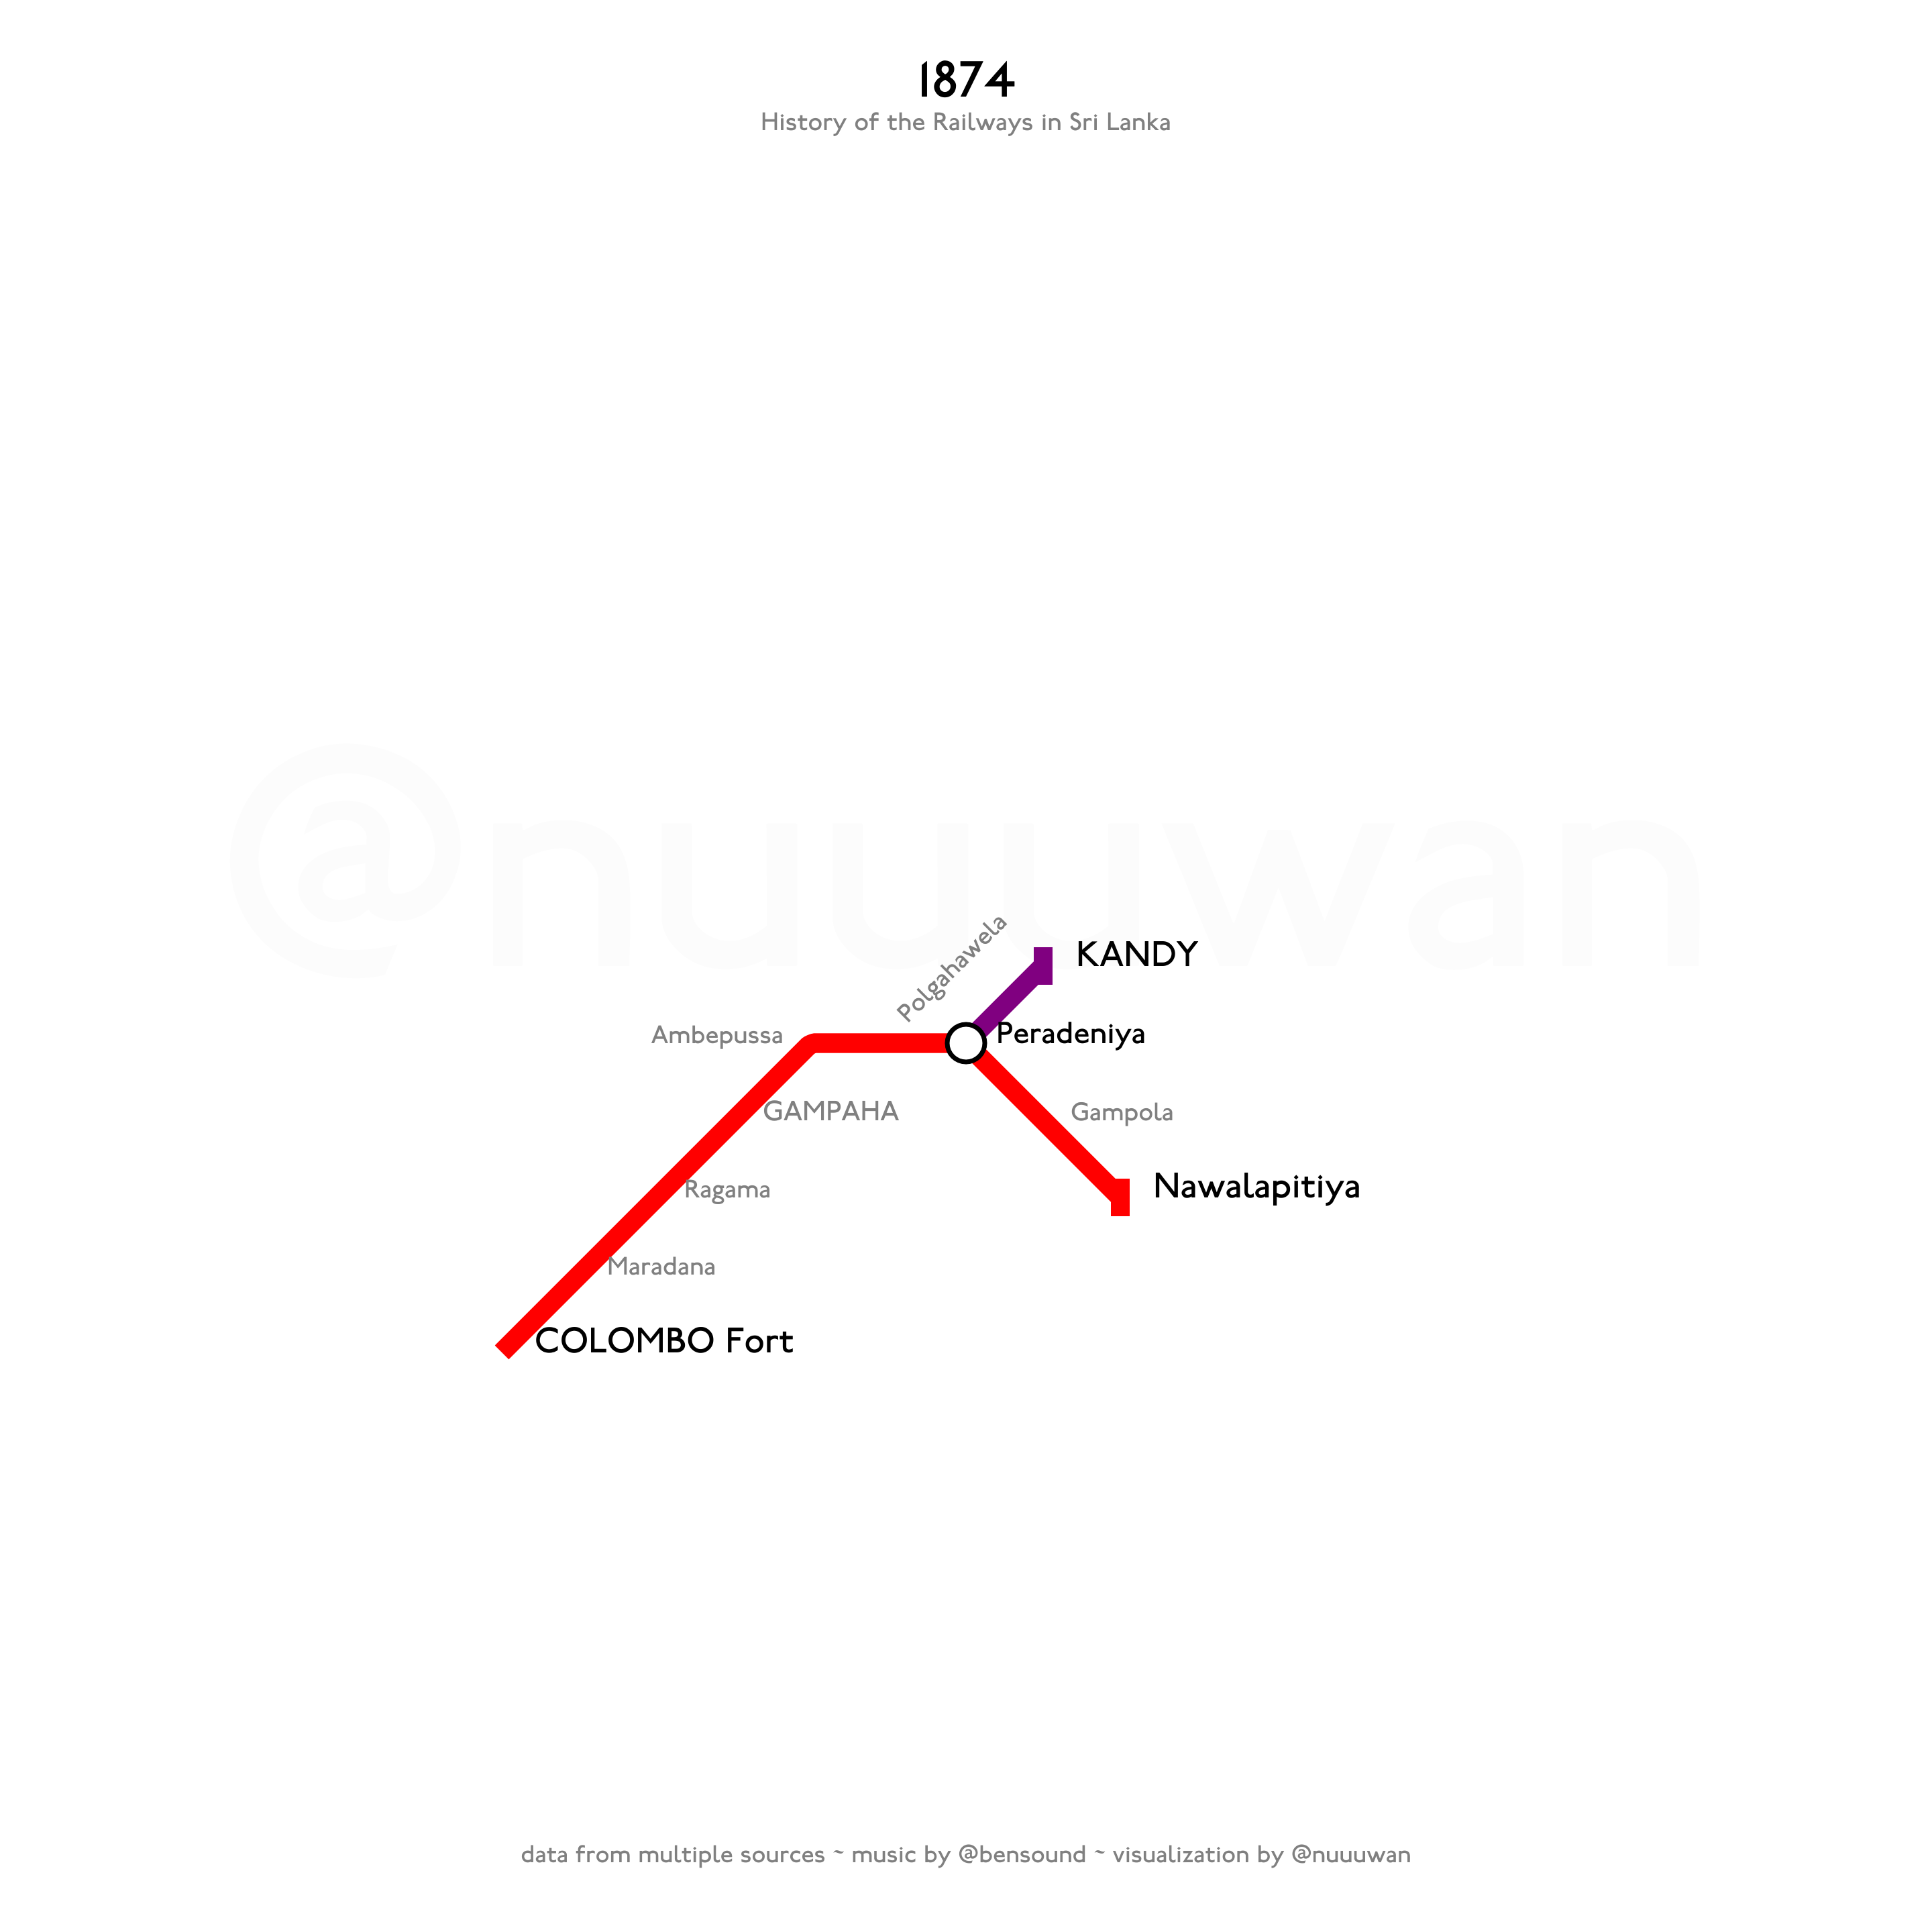 1874
History of the Railways in Sri Lanka
@nuuuwan
Polgahawela
KANDY
Ambepussa
Peradeniya
GAMPAHA
Gampola
Ragama
Nawalapitiya
Maradana
COLOMBO Fort
data from multiple sources ~ music by @bensound ~ visualization by @nuuuwan